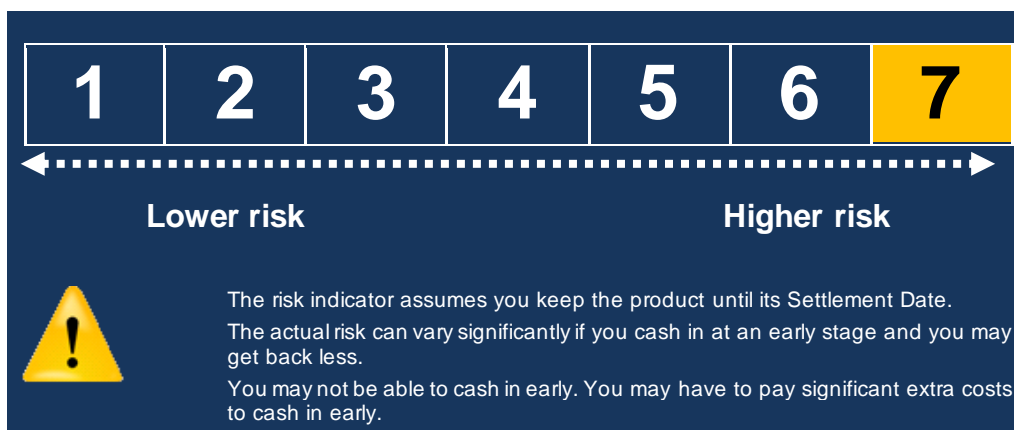 1 2 3 4 5 6 7
Lower risk Higher risk
The risk indicator assumes you keep the product until its Settlement Date.
The actual risk can vary significantly if you cash in at an early stage and you may
get back less.
You may not be able to cash in early. You may have to pay significant extra costs
to cash in early.